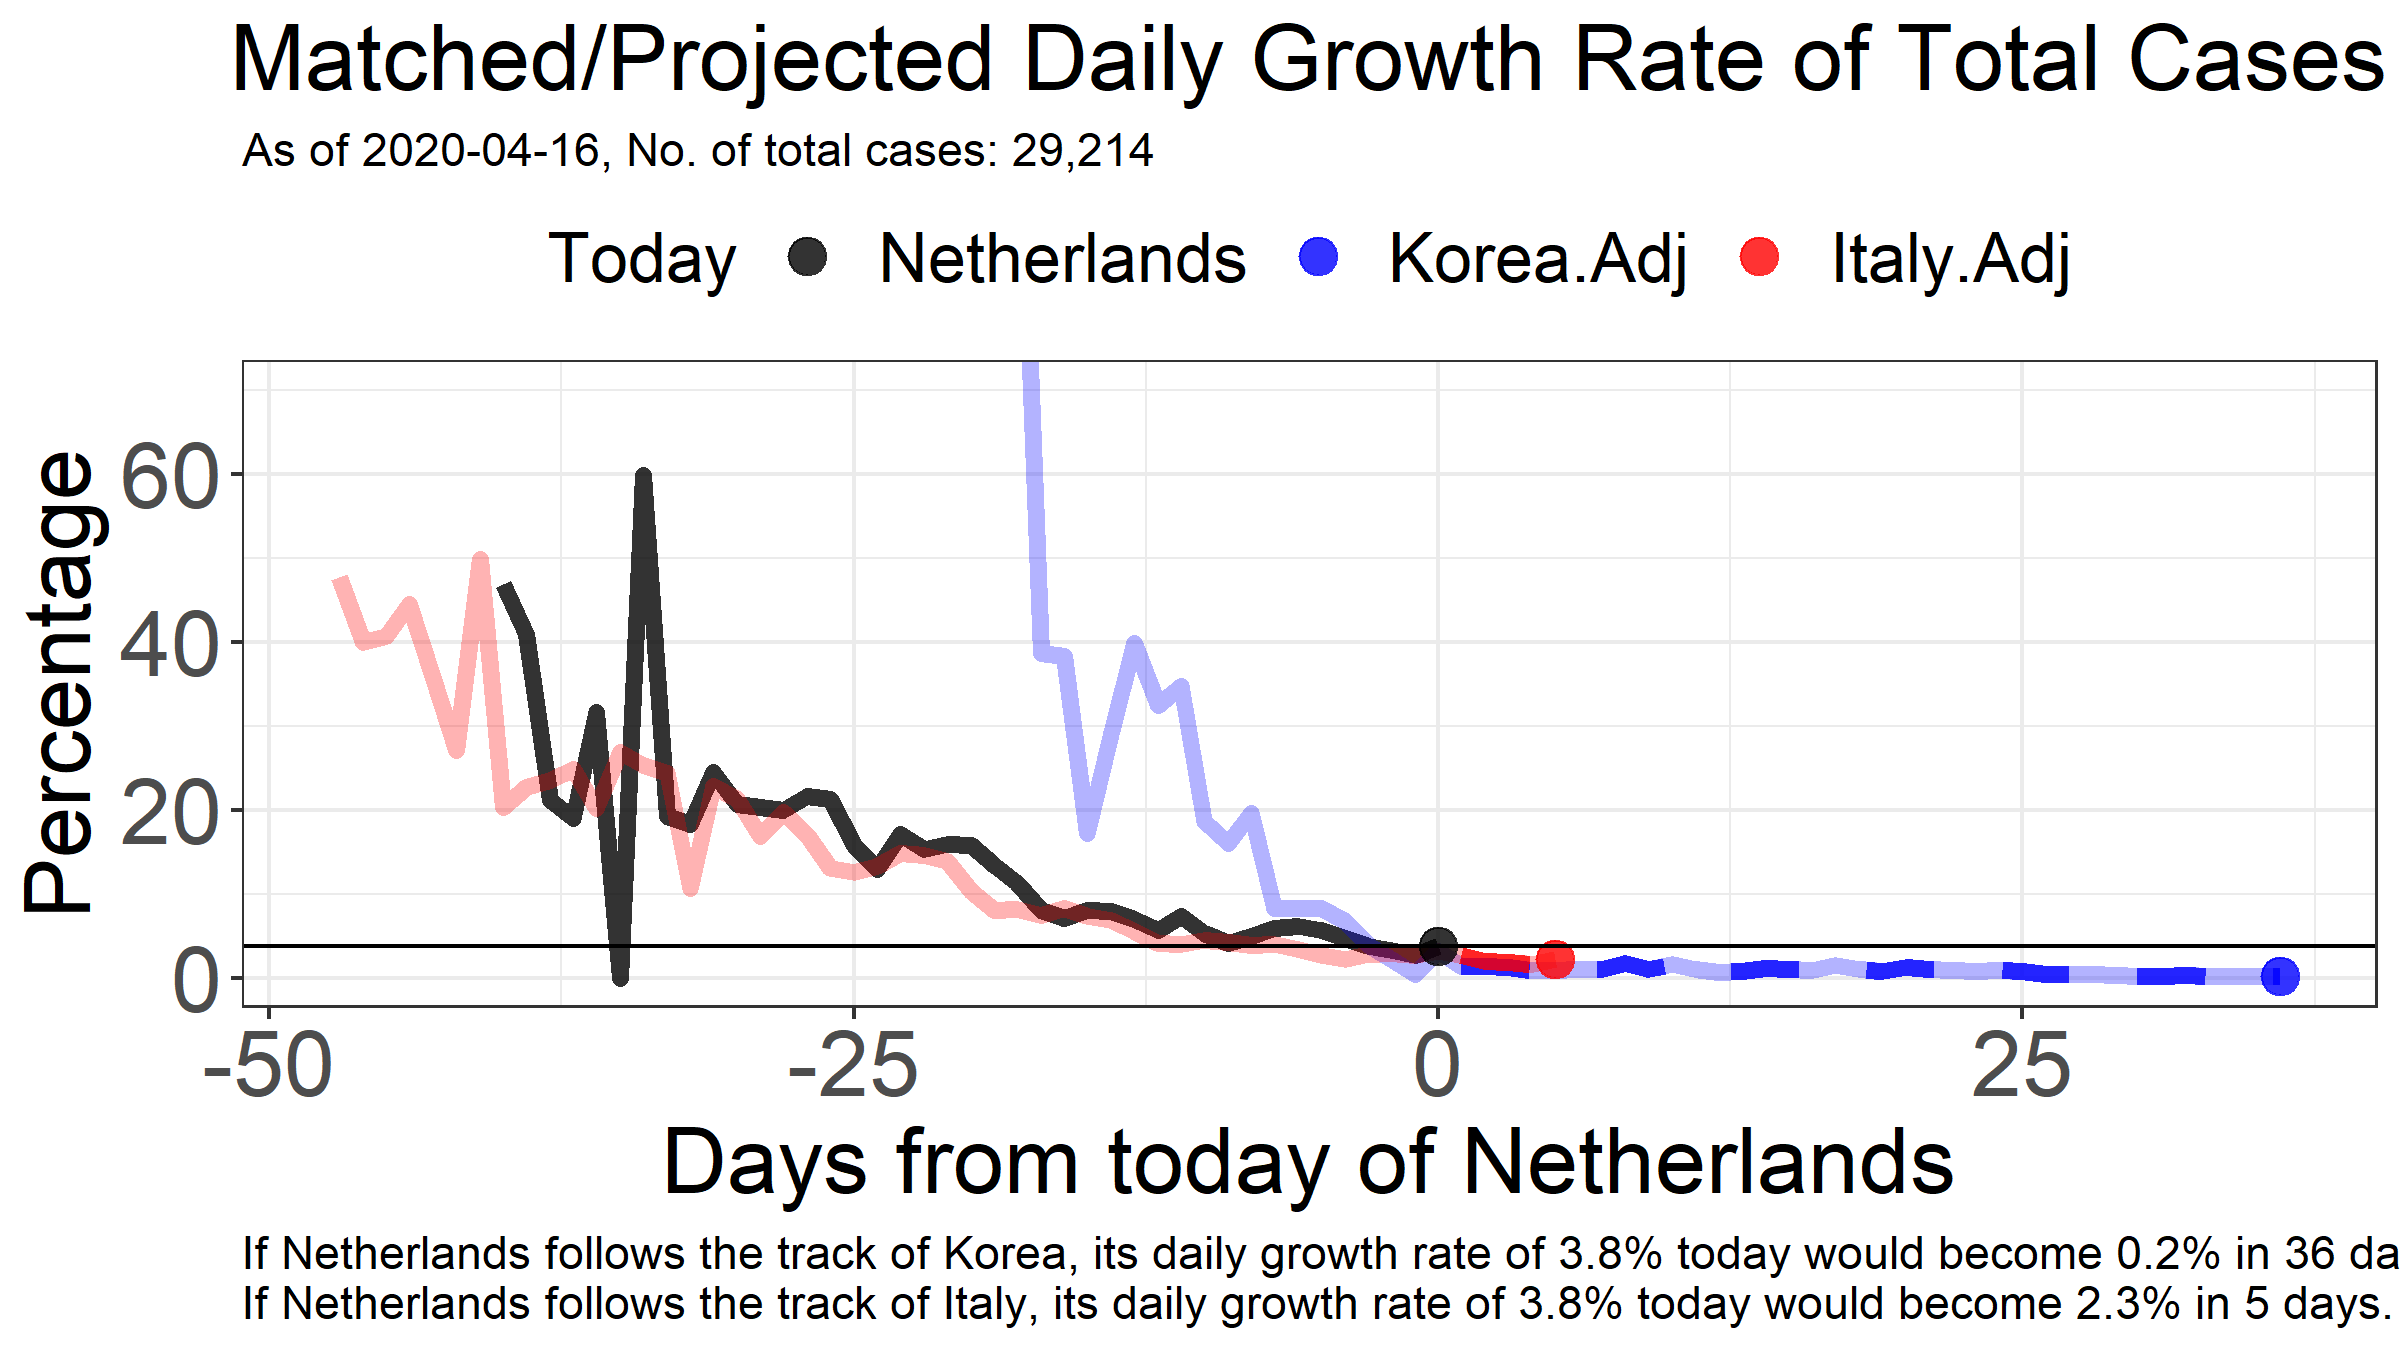 Matched/Projected Daily Growth Rate of Total Cases
As of 2020-04-16, No. of total cases: 29,214
Today Netherlands Korea.Adj Italy.Adj
Percentage
60
40
20
0
-50 -25 0 25
Days from today of Netherlands
If Netherlands follows the track of Korea, its daily growth rate of 3.8% today would become 0.2% in 36 da
If Netherlands follows the track of Italy, its daily growth rate of 3.8% today would become 2.3% in 5 days.